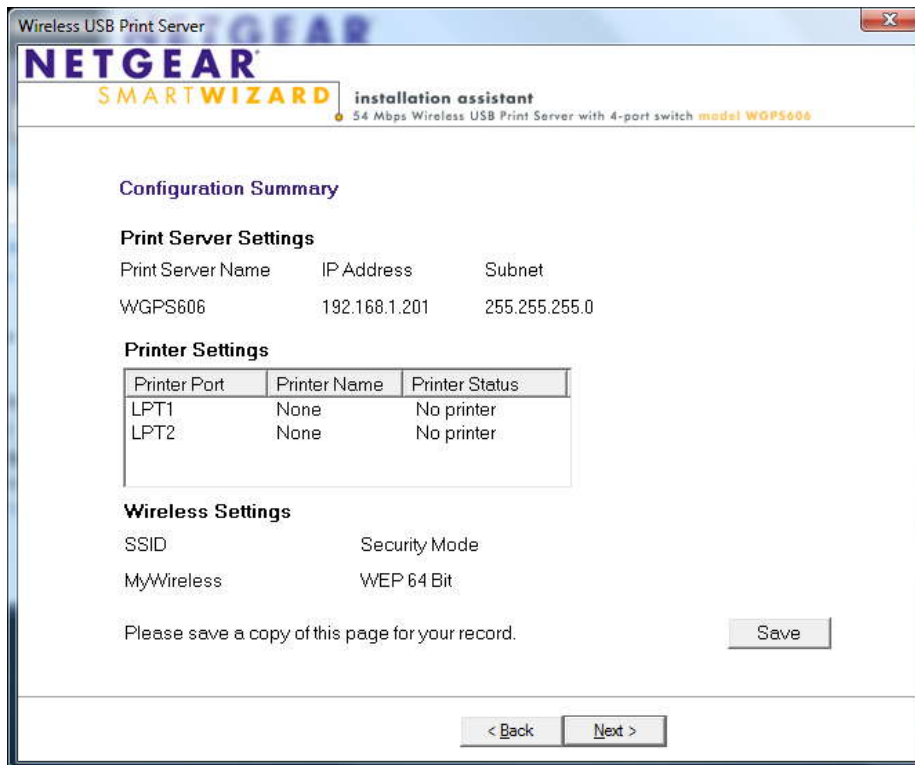 Wireless USB Print Server
NETGEAR
NETGEAR
SMARTWIZARD
installation assistant
54 Mbps Wireless USB Print Server with 4-port switch model WGPS606
Configuration Summary
Print Server Settings
Print Server Name IP Address Subnet
WGPS606 192.168.1.201 255.255.255.0
Printer Settings
Printer Port Printer Name Printer Status
LPT1 None No printer
LPT2 None No printer
Wireless Settings
SSID Security Mode
MyWireless WEP 64 Bit
Please save a copy of this page for your record. Save
< Back Next >